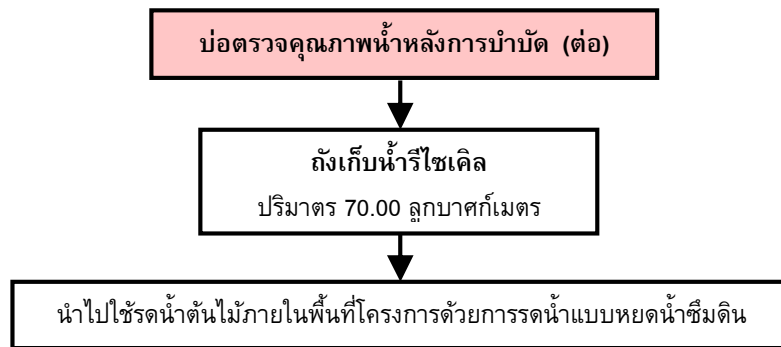 บ่อตรวจคุณภาพน้ำหลังการบำบัด (ต่อ)
ถังเก็บน้ำรีไซเคิล
ปริมาตร 70.00 ลูกบาศก์เมตร
นำไปใช้รดน้ำต้นไม้ภายในพื้นที่โครงการด้วยการรดน้ำแบบหยดน้ำซึมดิน